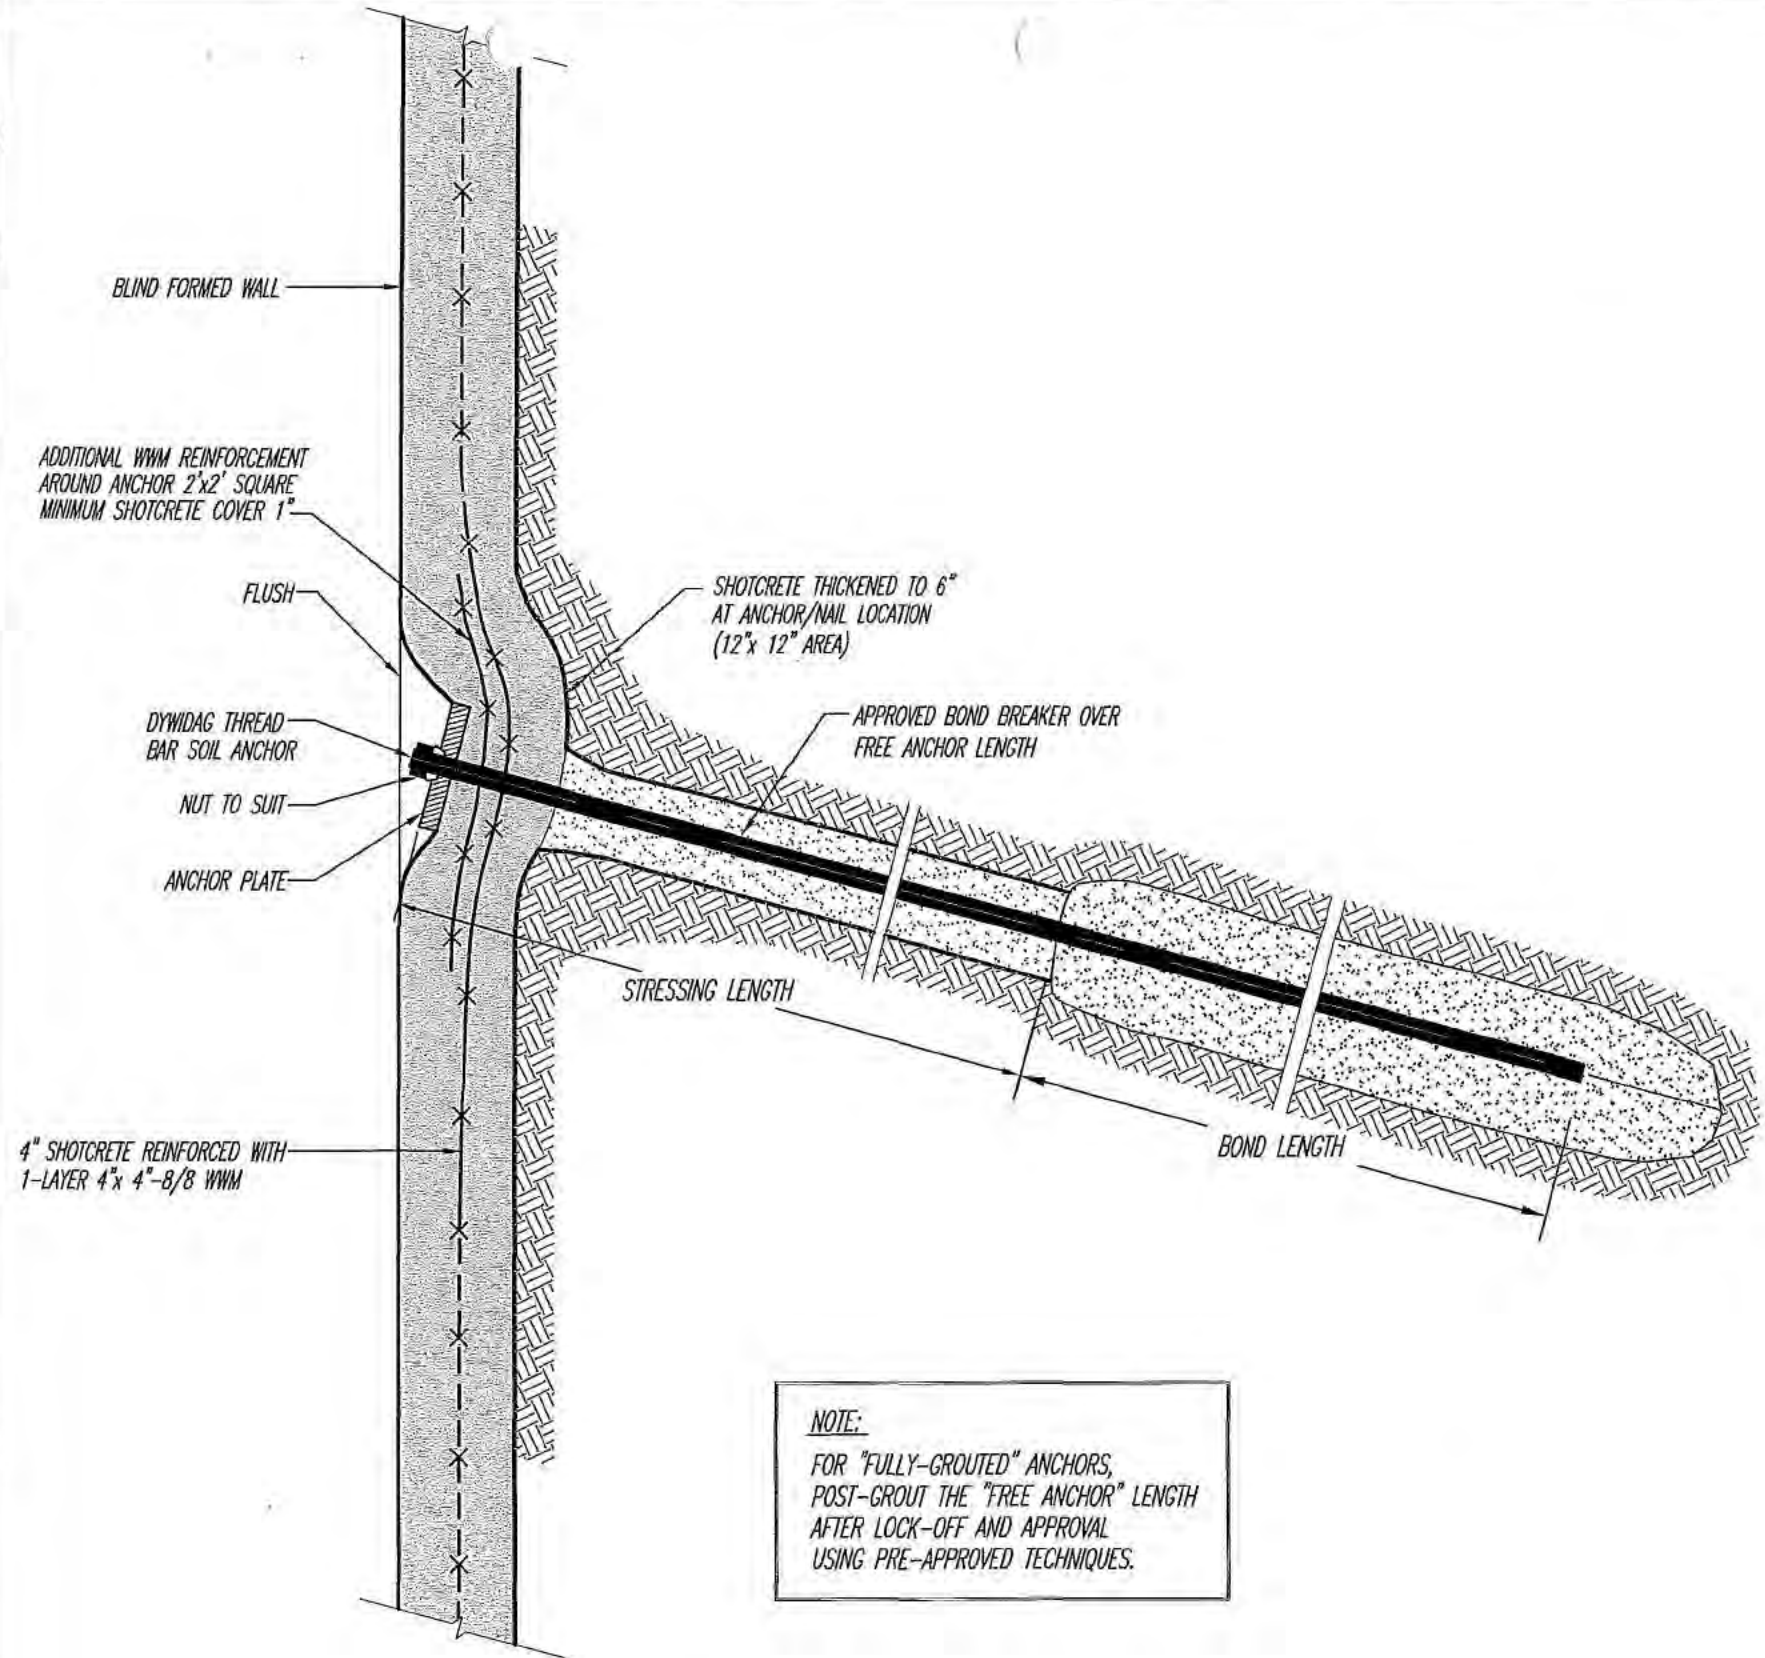 BLIND FORMED WALL
ADDITIONAL WWM REINFORCEMENT
AROUND ANCHOR 2'x2' SQUARE
MINIMUM SHOTCRETE COVER 1"
FLUSH
SHOTCRETE THICKENED TO 6"
AT ANCHOR/NAIL LOCATION
(12"x 12" AREA)
DYWIDAG THREAD
BAR SOIL ANCHOR
APPROVED BOND BREAKER OVER
FREE ANCHOR LENGTH
NUT TO SUIT
ANCHOR PLATE
STRESSING LENGTH
BOND LENGTH
4" SHOTCRETE REINFORCED WITH
1-LAYER 4"x 4"-8/8 WWM
NOTE:
FOR "FULLY-GROUTED" ANCHORS,
POST-GROUT THE "FREE ANCHOR" LENGTH
AFTER LOCK-OFF AND APPROVAL
USING PRE-APPROVED TECHNIQUES.